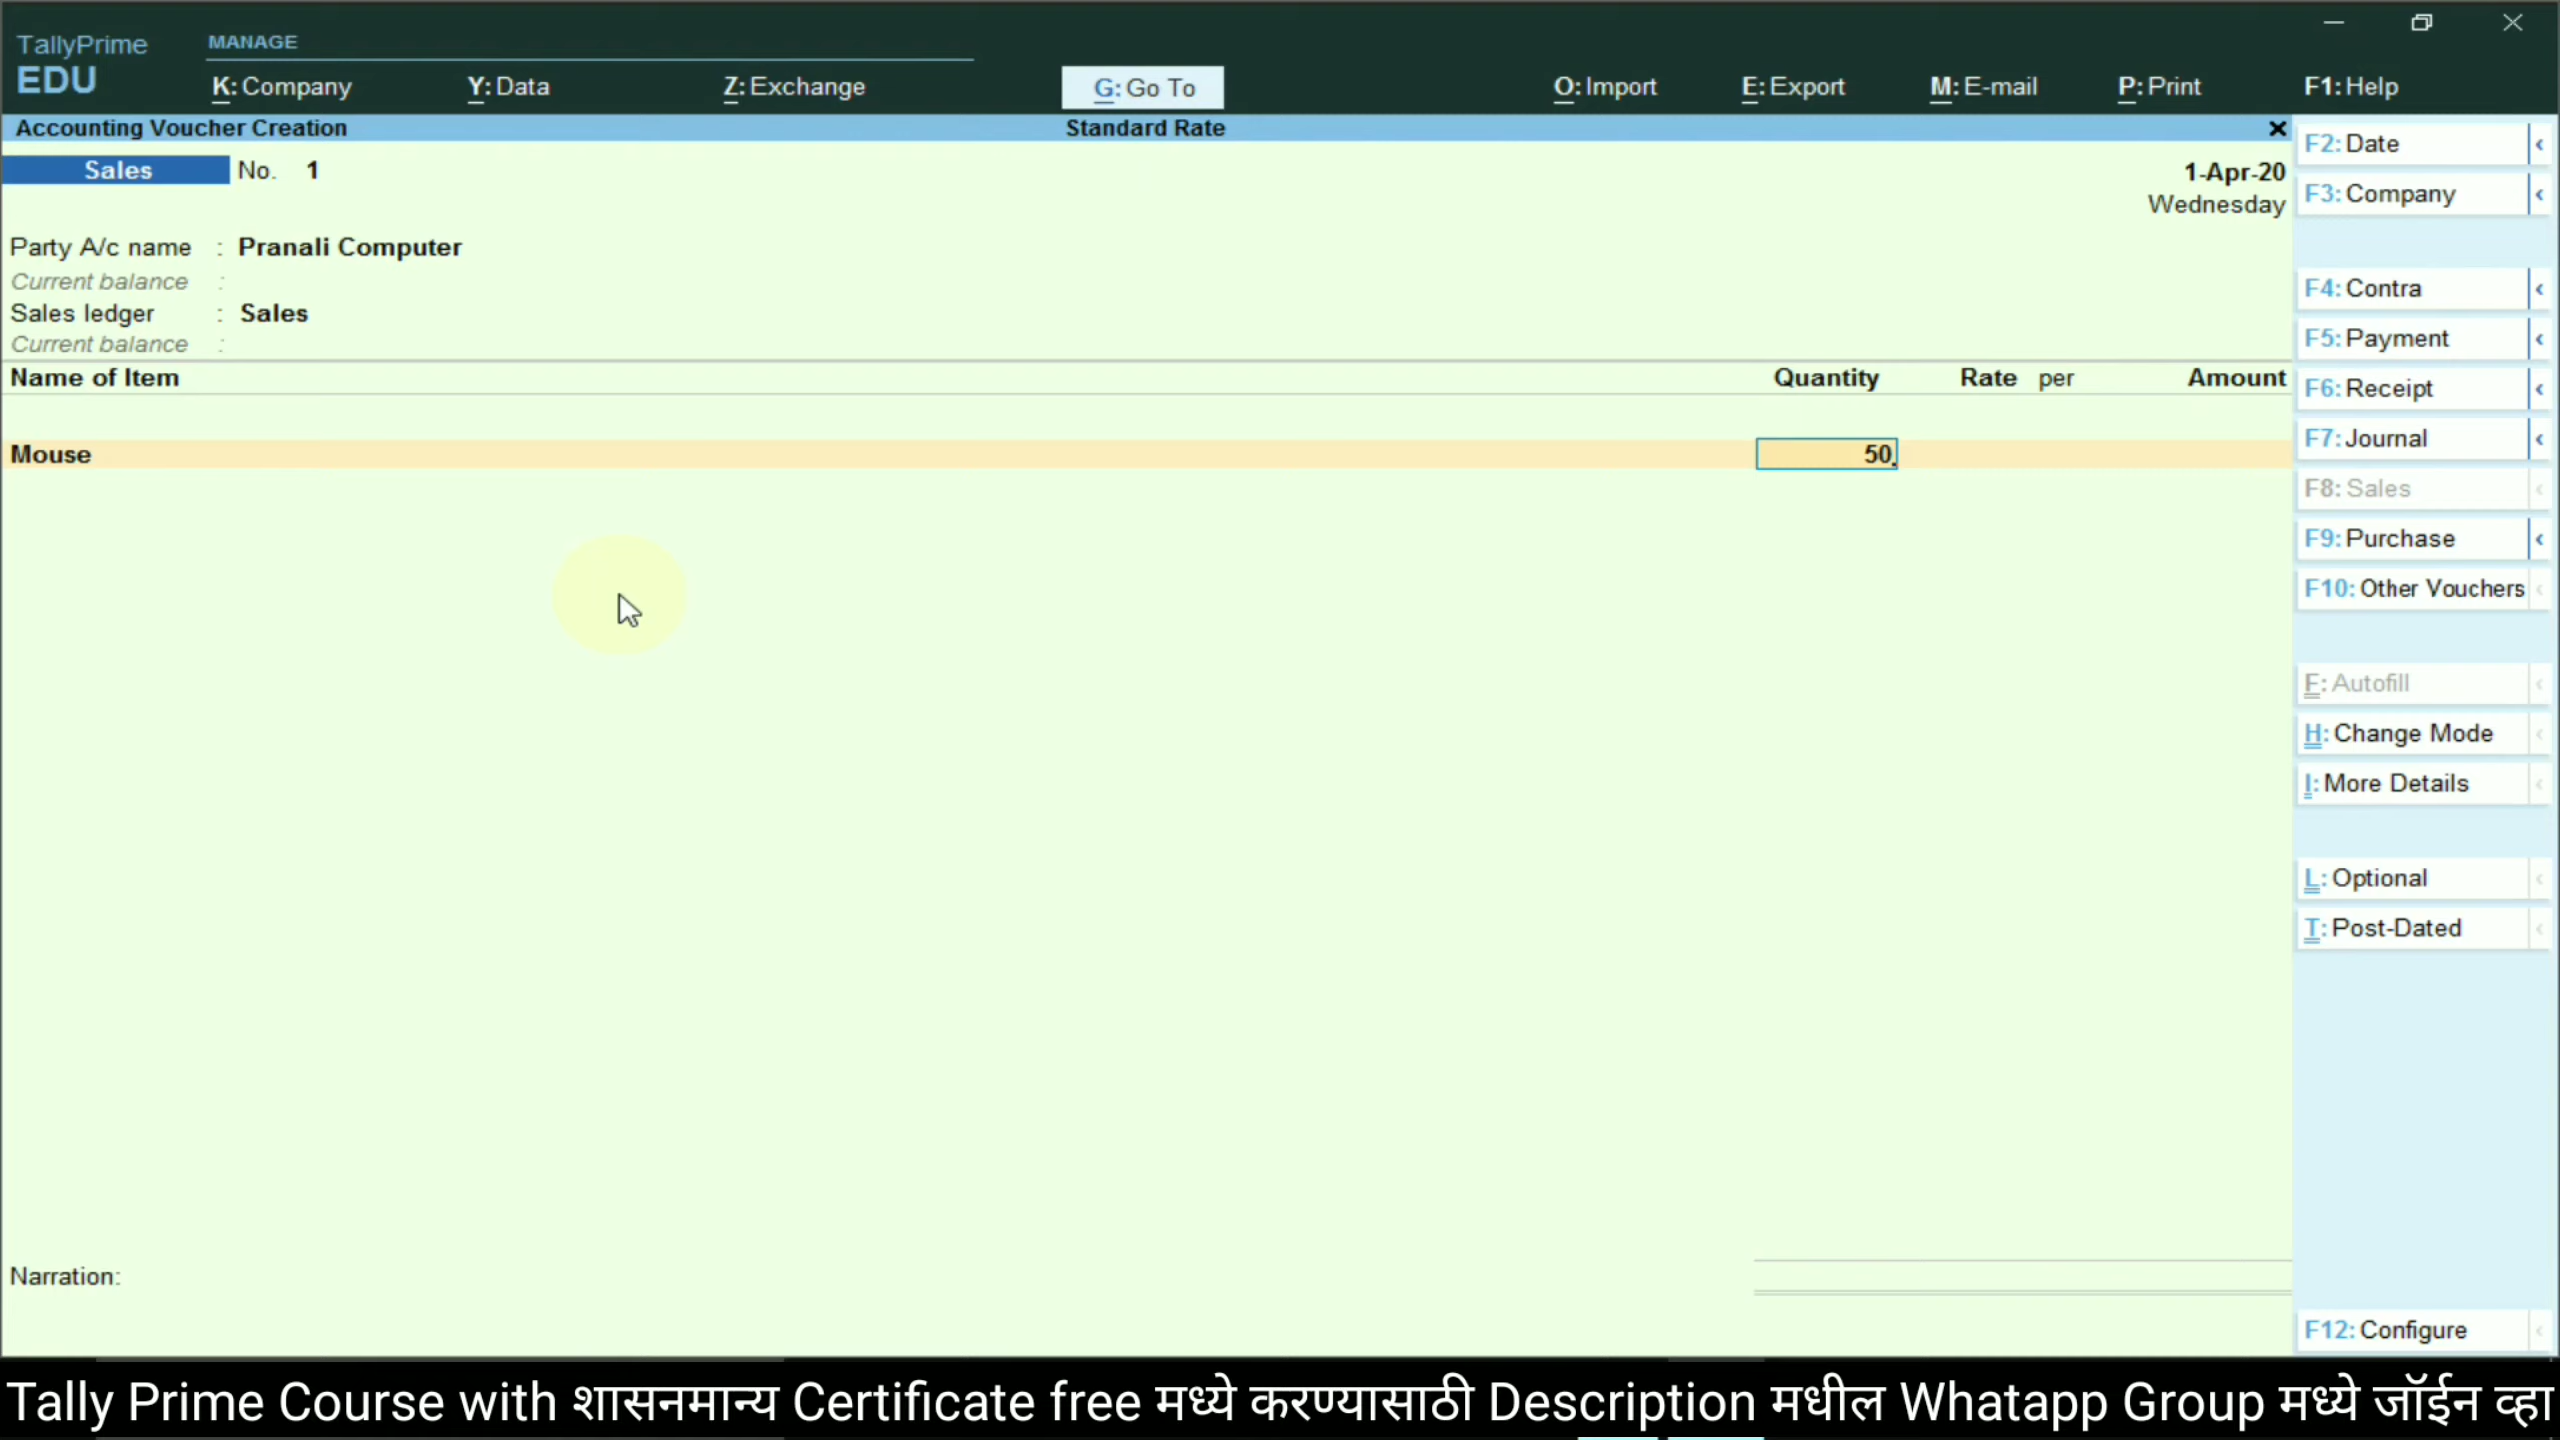 TallyPrime
EDU
MANAGE
K: Company
Y: Data
Z: Exchange
G: Go To
O: Import
E: Export
M: E-mail
P: Print
F1: Help
Accounting Voucher Creation
Standard Rate
Sales
No. 1
1-Apr-20
Wednesday
Party A/c name : Pranali Computer
Current balance :
Sales ledger : Sales
Current balance :
Name of Item
Quantity
Rate per
Amount
Mouse
50
Narration:
F2: Date
F3: Company
F4: Contra
F5: Payment
F6: Receipt
F7: Journal
F8: Sales
F9: Purchase
F10: Other Vouchers
F: Autofill
H: Change Mode
I: More Details
L: Optional
T: Post-Dated
F12: Configure
Tally Prime Course with शासनमान्य Certificate free मध्ये करण्यासाठी Description मधील Whatapp Group मध्ये जॉईन व्हा